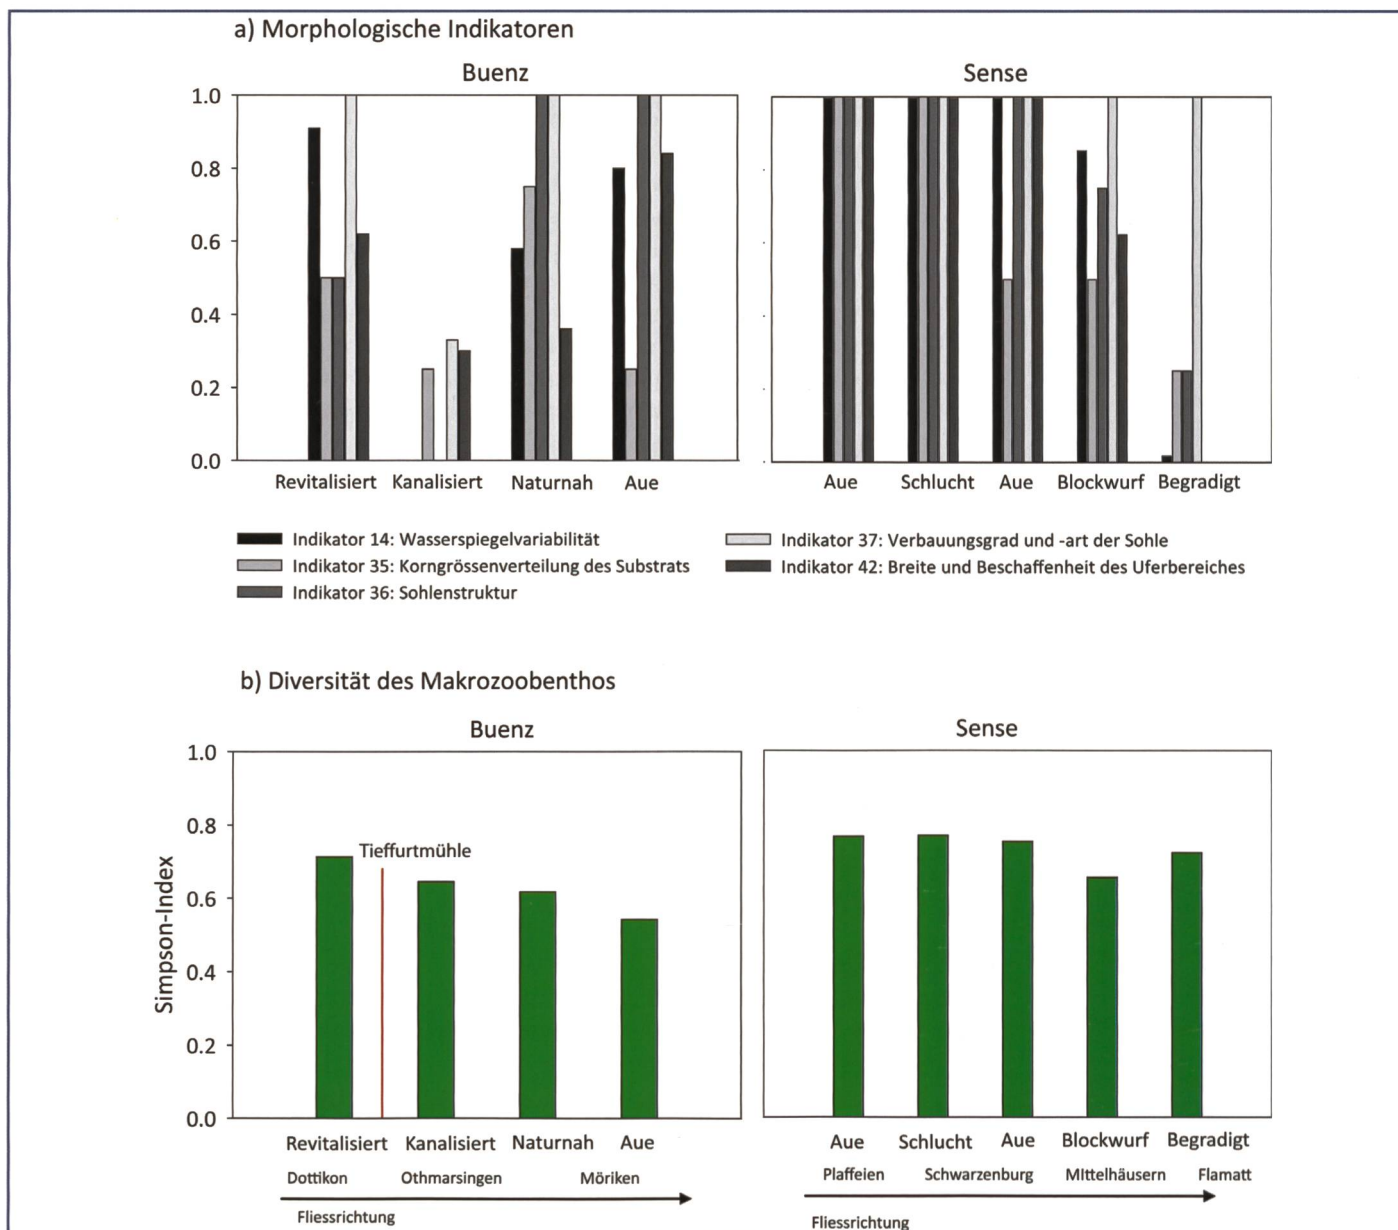 a) Morphologische Indikatoren
Buenz
Sense
1.0
0.8
0.6
0.4
0.2
0.0
Revitalisiert Kanalisiert Naturnah Aue
Aue Schlucht Aue Blockwurf Begradigt
Indikator 14: Wasserspiegelvariabilität
Indikator 35: Korngrössenverteilung des Substrats
Indikator 36: Sohlenstruktur
Indikator 37: Verbauungsgrad und -art der Sohle
Indikator 42: Breite und Beschaffenheit des Uferbereiches
b) Diversität des Makrozoobenthos
Buenz
Sense
Simpson-Index
1.0
0.8
0.6
0.4
0.2
0.0
Tieffurtmühle
Revitalisiert Kanalisiert Naturnah Aue
Dottikon Othmarsingen Möriken
Fliessrichtung
Aue Schlucht Aue Blockwurf Begradigt
Plaffeien Schwarzenburg MIttelhäusern Flamatt
Fliessrichtung